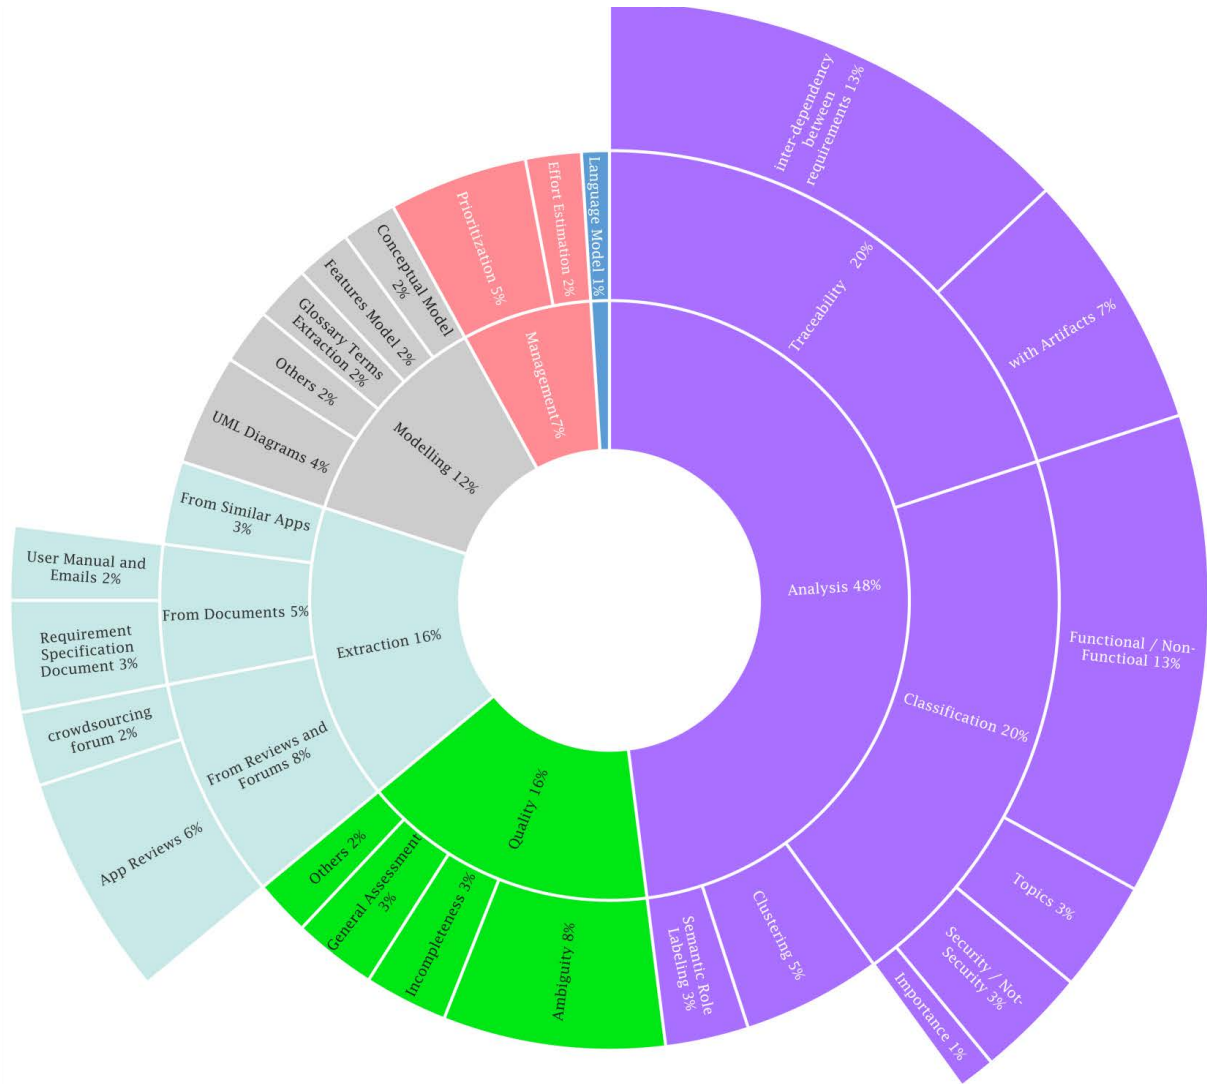 inter-dependency
between
requirements 13%
Traceability 20%
with Artifacts 7%
Analysis 48%
Classification 20%
Functional / Non-
Functioal 13%
Topics 3%
Security / Not-
Security 3%
Importance 1%
Clustering 5%
Semantic Role
Labeling 3%
Quality 16%
Ambiguity 8%
Incompleteness 3%
General Assessment
3%
Others 2%
Extraction 16%
From Reviews and
Forums 8%
App Reviews 6%
crowdsourcing
forum 2%
From Documents 5%
Requirement
Specification
Document 3%
User Manual and
Emails 2%
From Similar Apps
3%
Modelling 12%
UML Diagrams 4%
Others 2%
Glossary Terms
Extraction 2%
Features Model 2%
Conceptual Model
2%
Management7%
Prioritization 5%
Effort Estimation 2%
Language Model 1%